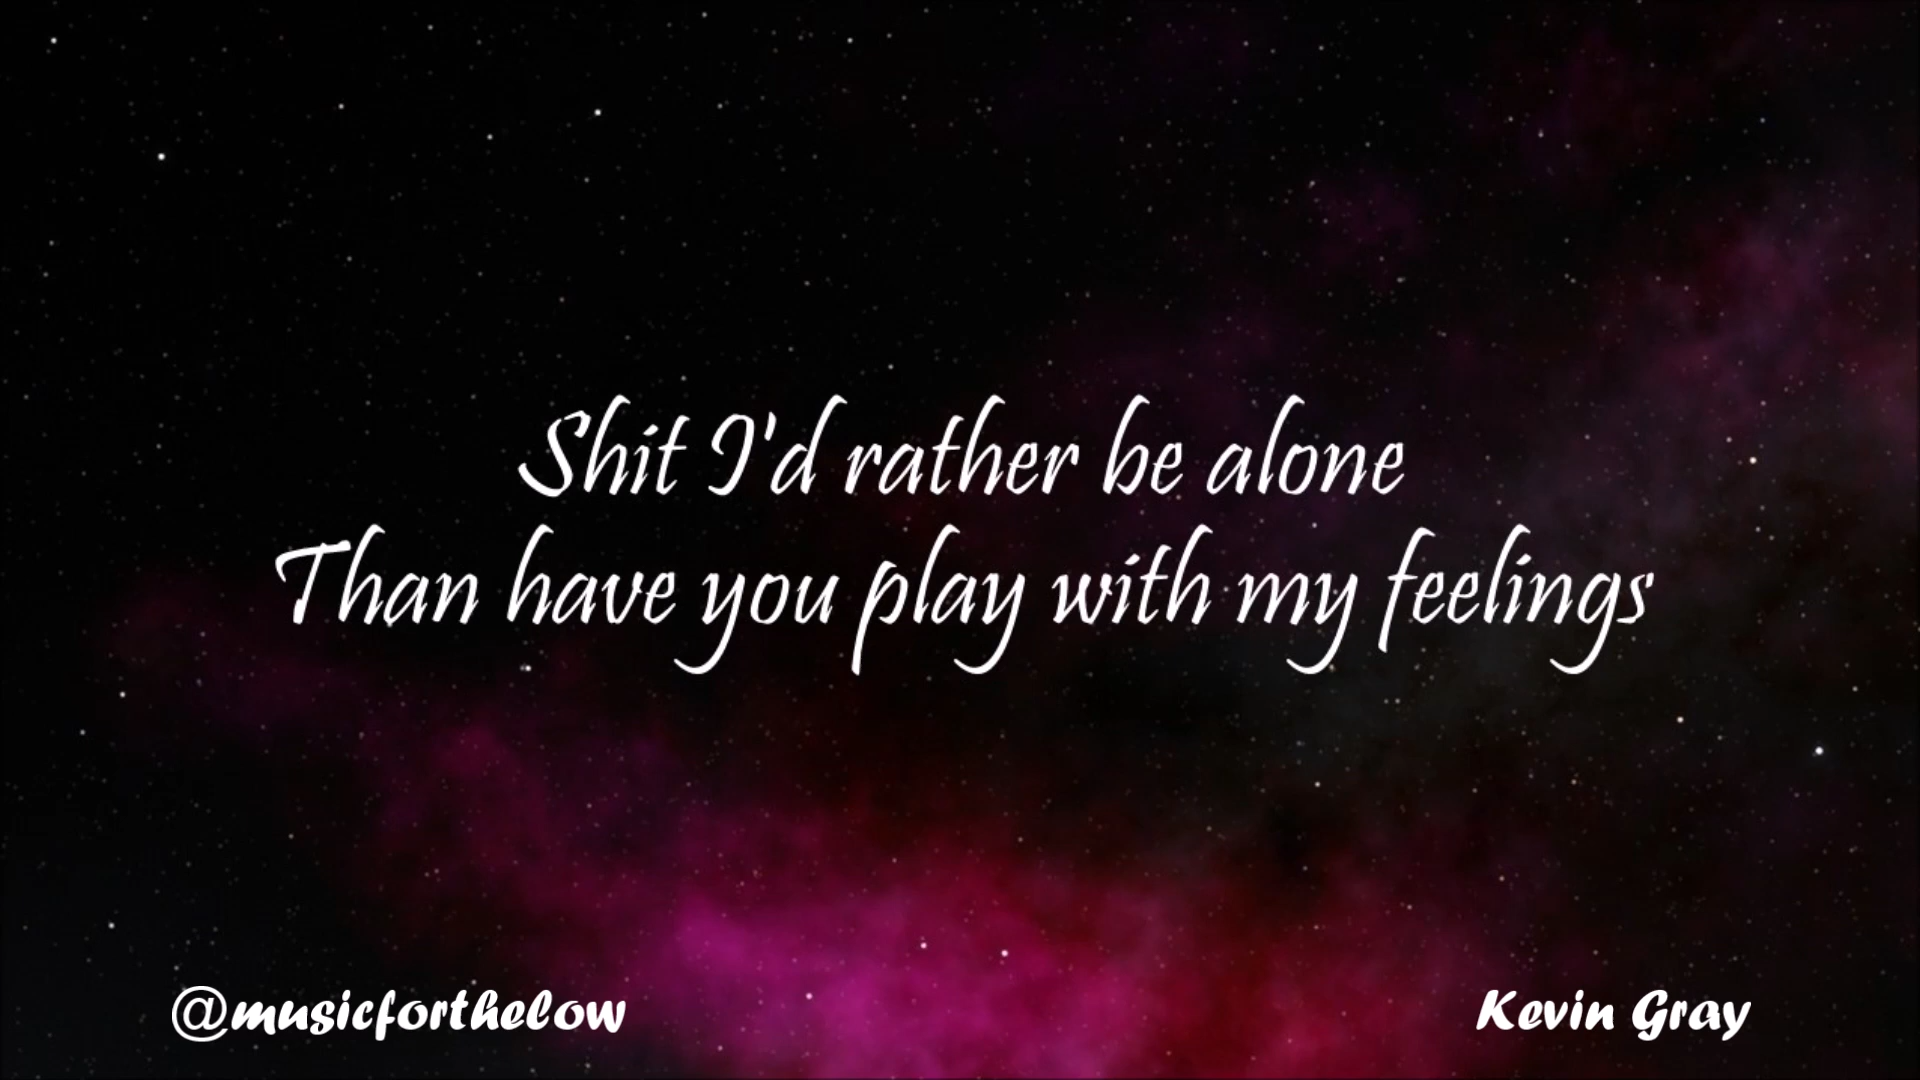 Shit I'd rather be alone
Than have you play with my feelings
@musicforthelow
Kevin Gray